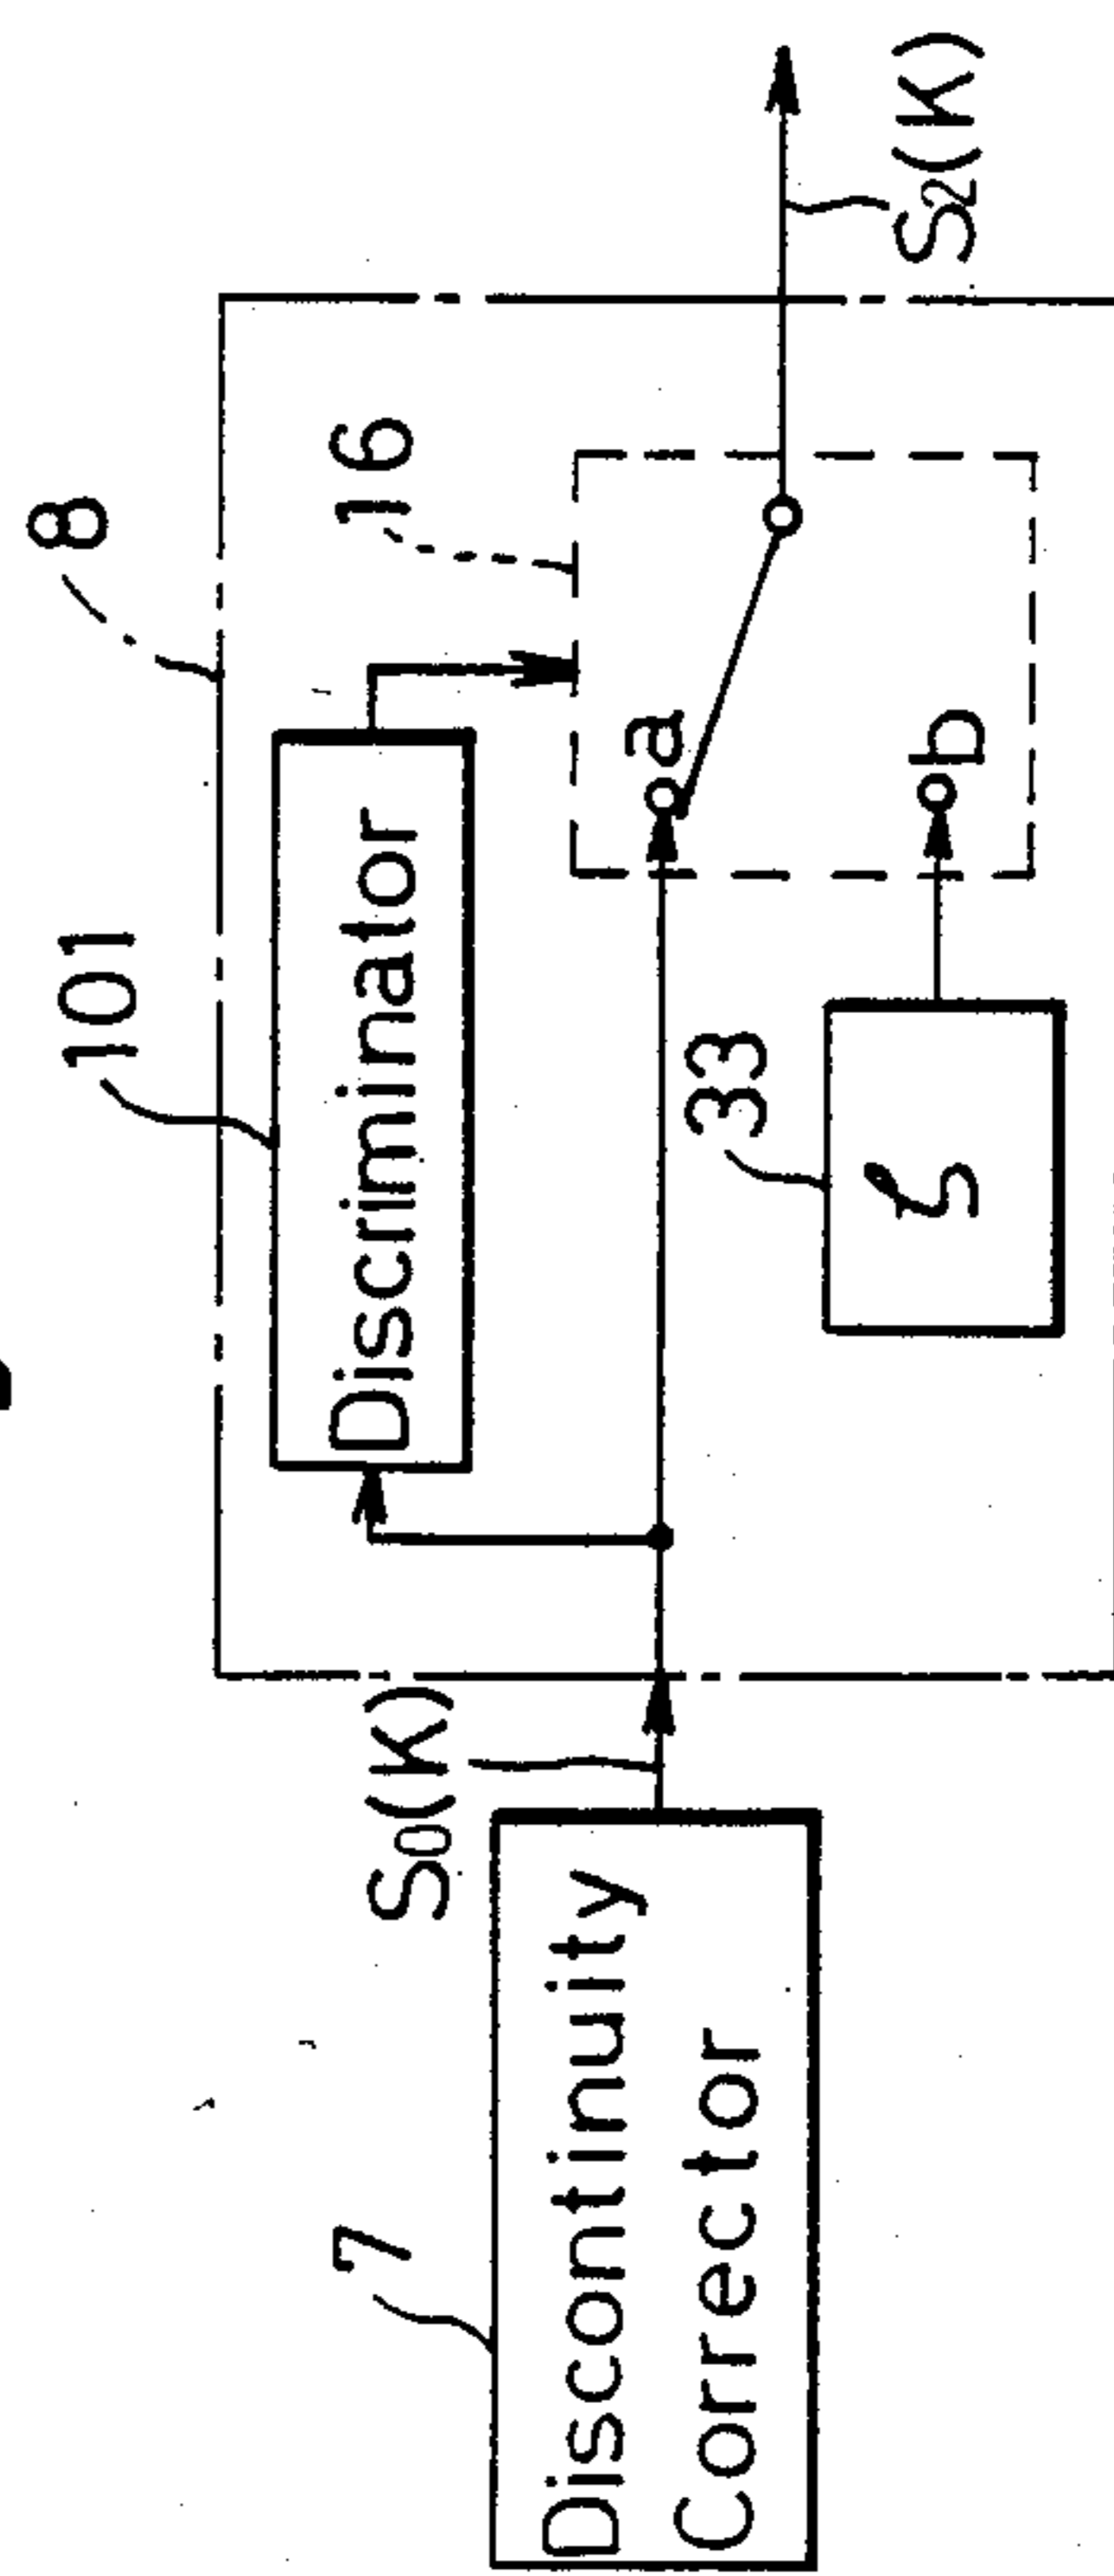 8
101
Discriminator
16
7
Discontinuity
Corrector
S₀(K)
a
33
ζ
b
S₂(K)